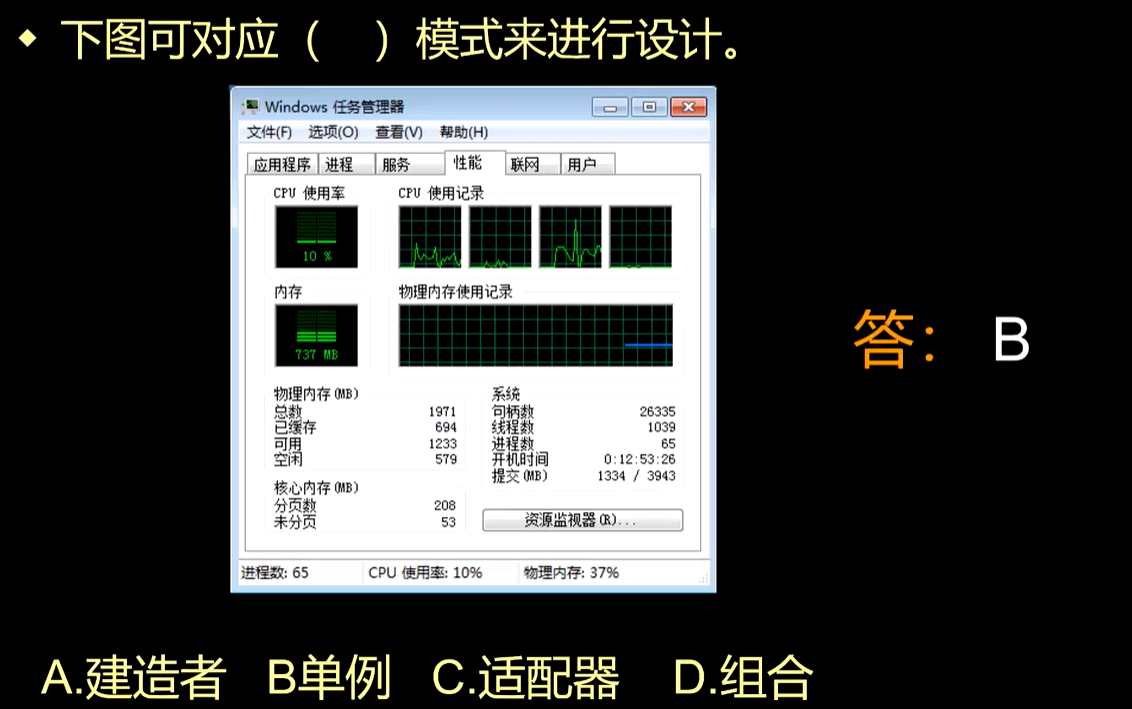 下图可对应（ ）模式来进行设计。
Windows 任务管理器
文件(F) 选项(O) 查看(V) 帮助(H)
应用程序 进程 服务 性能 联网 用户
CPU 使用率 CPU 使用记录
10 %
内存 物理内存使用记录
737 MB
答： B
物理内存(MB) 系统
总数 1971 句柄数 26335
已缓存 694 线程数 1039
可用 1233 进程数 65
空闲 579 开机时间 0:12:53:26
提交(MB) 1334 / 3943
核心内存(MB)
分页数 208
未分页 53 资源监视器(R)...
进程数: 65 CPU 使用率: 10% 物理内存: 37%
A.建造者 B单例 C.适配器 D.组合